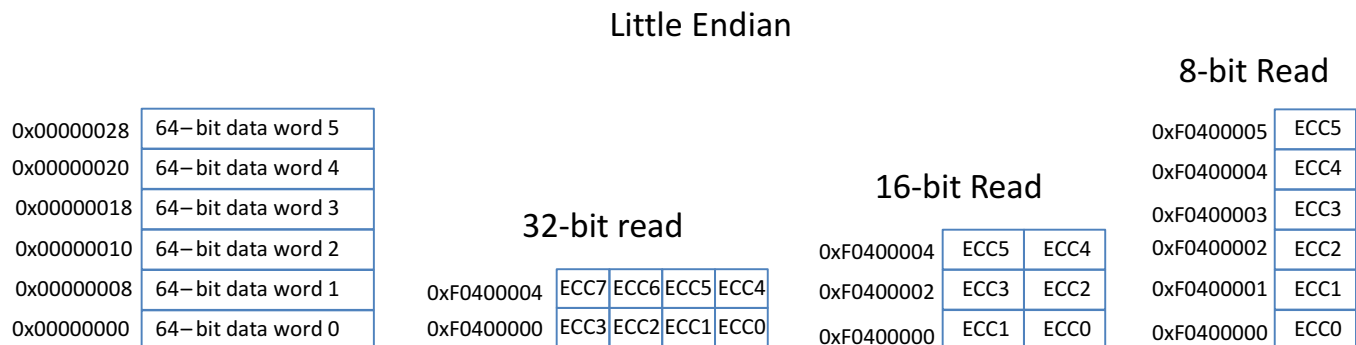 Little Endian
8-bit Read
0x00000028 64–bit data word 5
0x00000020 64–bit data word 4
0x00000018 64–bit data word 3
0x00000010 64–bit data word 2
0x00000008 64–bit data word 1
0x00000000 64–bit data word 0
32-bit read
0xF0400004 ECC7 ECC6 ECC5 ECC4
0xF0400000 ECC3 ECC2 ECC1 ECC0
16-bit Read
0xF0400004 ECC5 ECC4
0xF0400002 ECC3 ECC2
0xF0400000 ECC1 ECC0
0xF0400005 ECC5
0xF0400004 ECC4
0xF0400003 ECC3
0xF0400002 ECC2
0xF0400001 ECC1
0xF0400000 ECC0